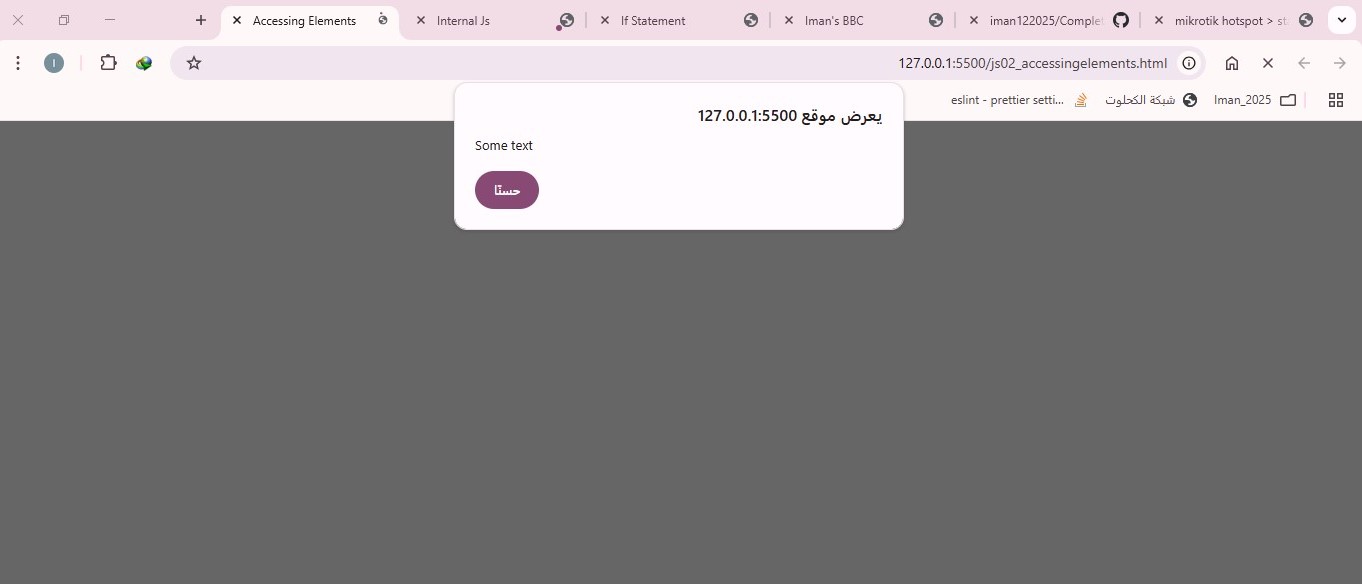 Accessing Elements
Internal Js
If Statement
Iman's BBC
iman122025/Complet
mikrotik hotspot > st
I
127.0.0.1:5500/js02_accessingelements.html
eslint - prettier setti...
شبكة الكحلوت
Iman_2025
يعرض موقع 127.0.0.1:5500
Some text
حسنًا